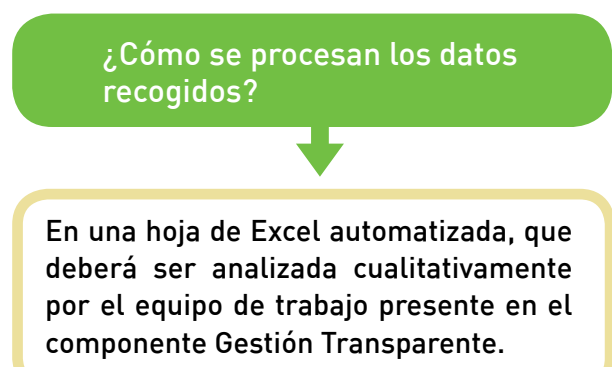 ¿Cómo se procesan los datos
recogidos?
En una hoja de Excel automatizada, que
deberá ser analizada cualitativamente
por el equipo de trabajo presente en el
componente Gestión Transparente.